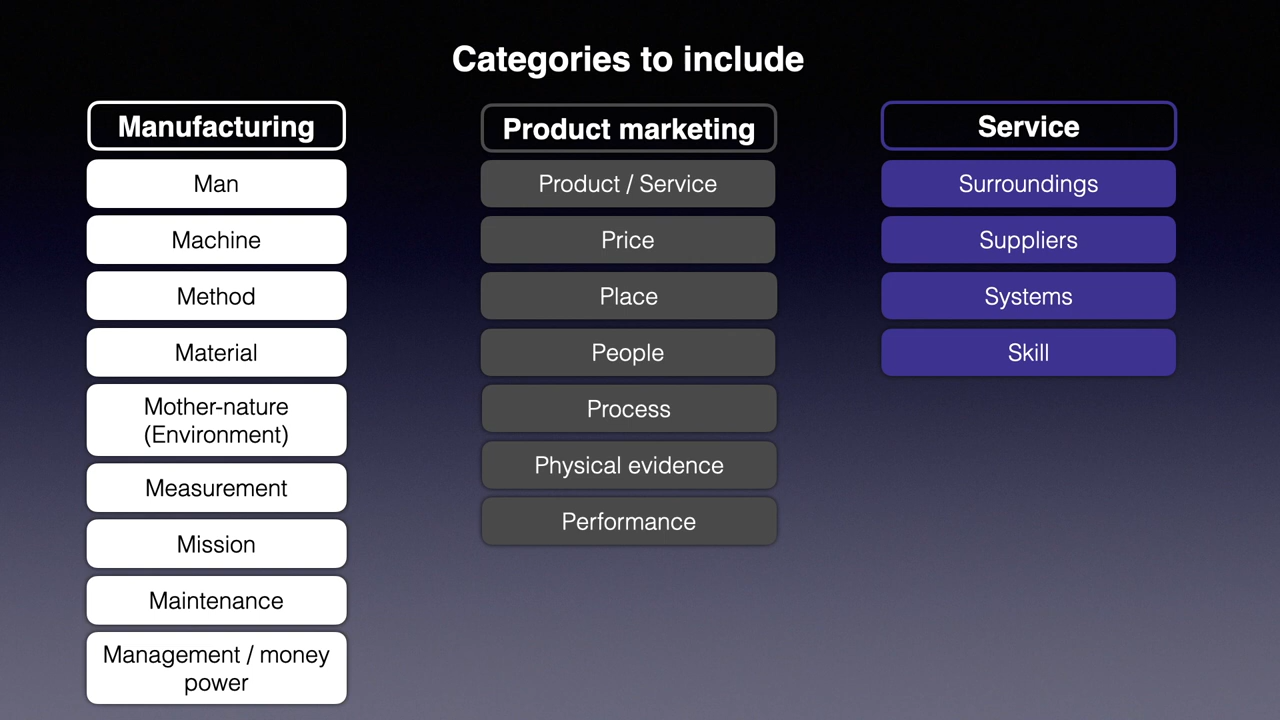 Categories to include
Manufacturing
Man
Machine
Method
Material
Mother-nature
(Environment)
Measurement
Mission
Maintenance
Management / money
power
Product marketing
Product / Service
Price
Place
People
Process
Physical evidence
Performance
Service
Surroundings
Suppliers
Systems
Skill